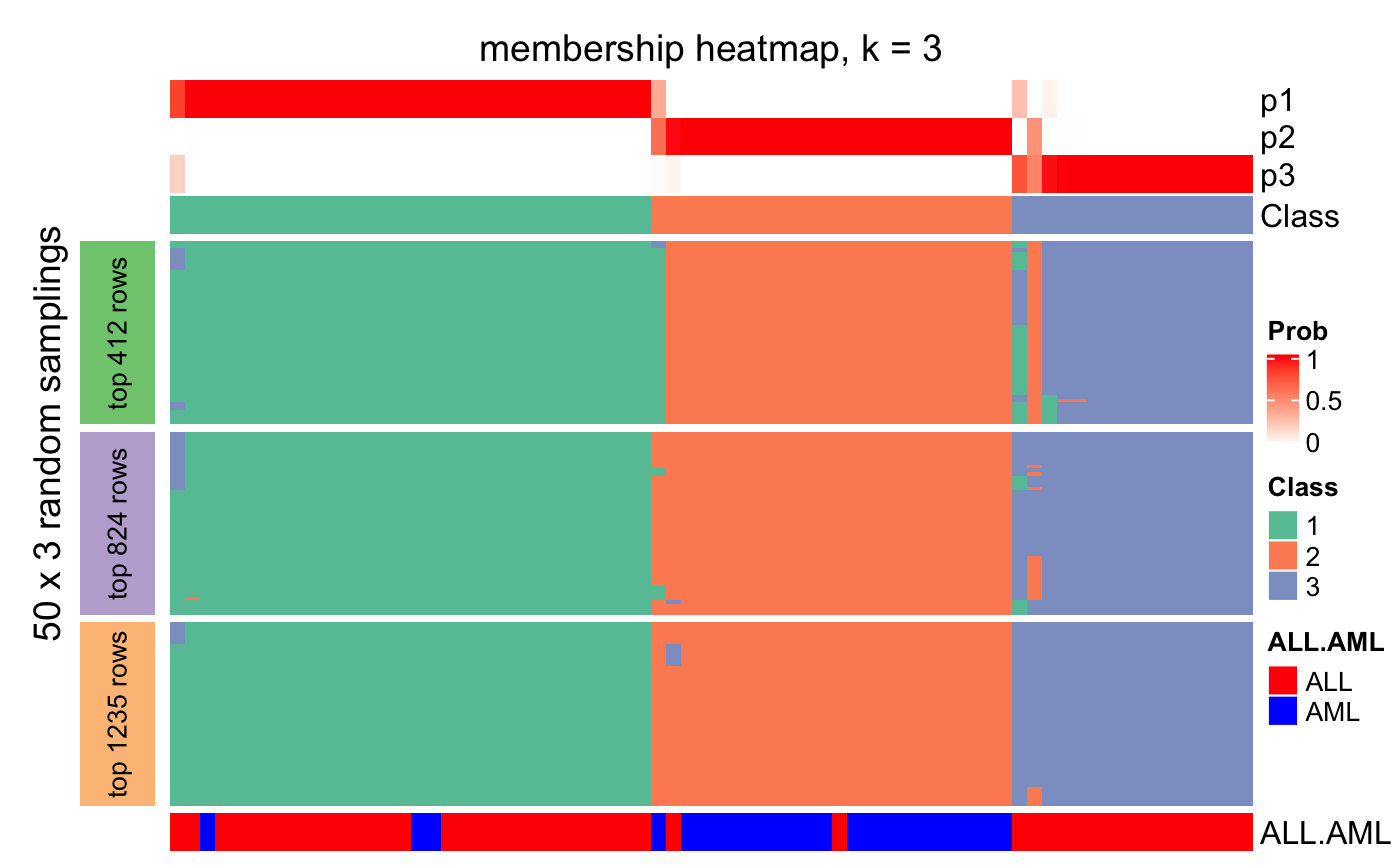 membership heatmap, k = 3
p1
p2
p3
Class
50 x 3 random samplings
top 412 rows
top 824 rows
top 1235 rows
Prob
1
0.5
0
Class
1
2
3
ALL.AML
ALL
AML
ALL.AML